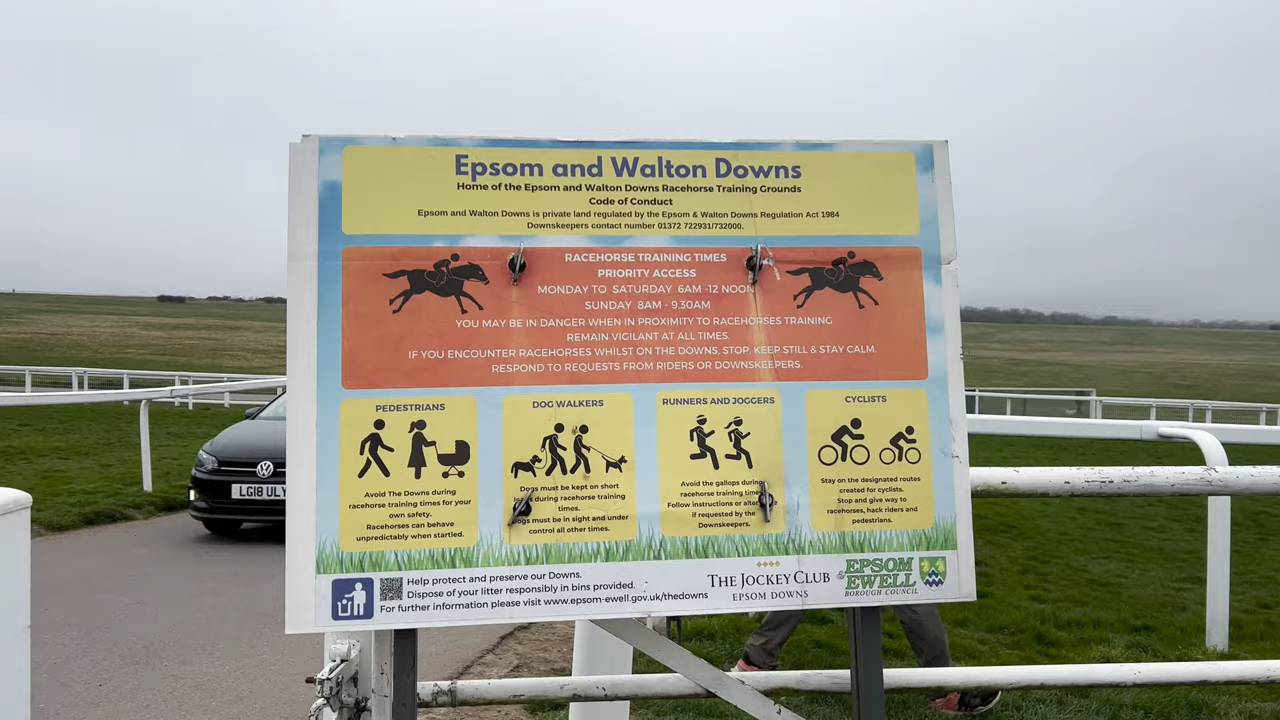 Epsom and Walton Downs
Home of the Epsom and Walton Downs Racehorse Training Grounds
Code of Conduct
Epsom and Walton Downs is private land regulated by the Epsom & Walton Downs Regulation Act 1984
Downskeepers contact number 01372 722931/732000.
RACEHORSE TRAINING TIMES
PRIORITY ACCESS
MONDAY TO SATURDAY 6AM -12 NOON
SUNDAY 8AM - 9.30AM
YOU MAY BE IN DANGER WHEN IN PROXIMITY TO RACEHORSES TRAINING
REMAIN VIGILANT AT ALL TIMES.
IF YOU ENCOUNTER RACEHORSES WHILST ON THE DOWNS, STOP, KEEP STILL & STAY CALM.
RESPOND TO REQUESTS FROM RIDERS OR DOWNSKEEPERS.
PEDESTRIANS
Avoid The Downs during
racehorse training times for your
own safety.
Racehorses can behave
unpredictably when startled.
DOG WALKERS
Dogs must be kept on short
during racehorse training
times.
Dogs must be in sight and under
control all other times.
RUNNERS AND JOGGERS
Avoid the gallops during
racehorse training times
Follow instructions or
if requested by the
Downskeepers.
CYCLISTS
Stay on the designated routes
created for cyclists.
Stop and give way to
racehorses, hack riders and
pedestrians.
Help protect and preserve our Downs.
Dispose of your litter responsibly in bins provided.
For further information please visit www.epsom-ewell.gov.uk/thedowns
THE JOCKEY CLUB
EPSOM DOWNS
EPSOM
EWELL
BOROUGH COUNCIL
LG18 ULY